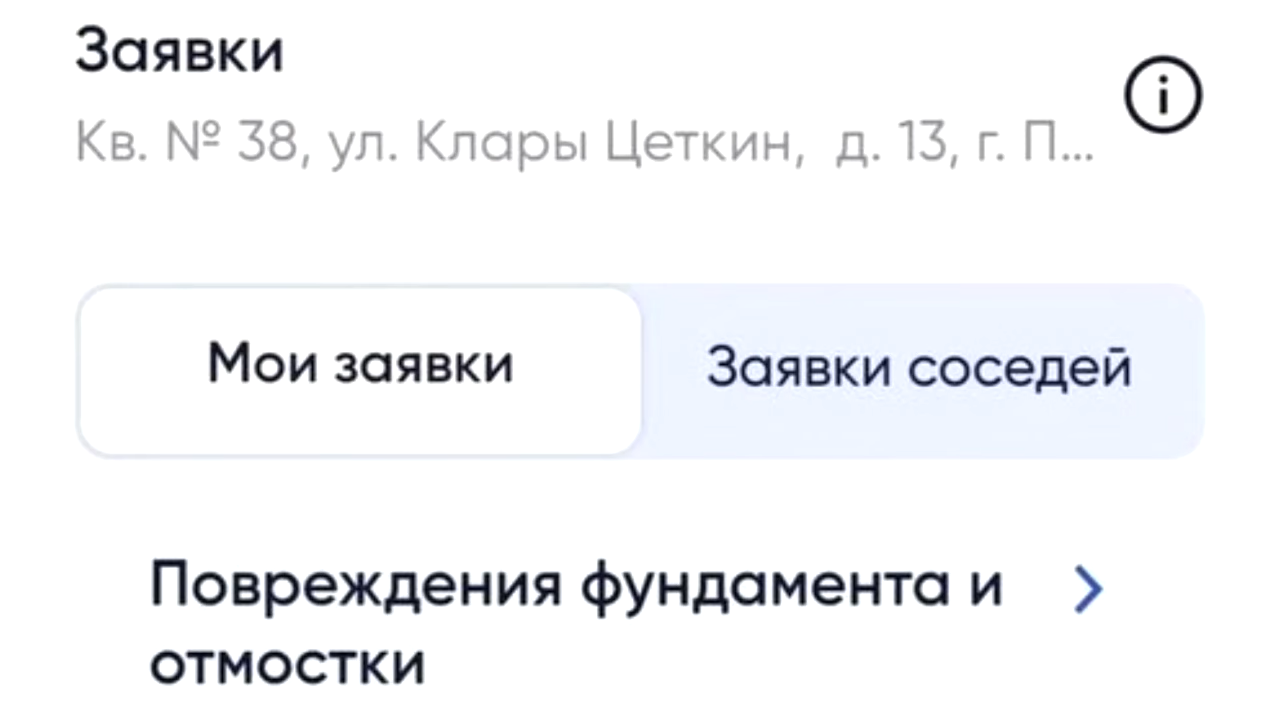 Заявки
Кв. № 38, ул. Клары Цеткин, д. 13, г. П...
Мои заявки
Заявки соседей
Повреждения фундамента и
отмостки